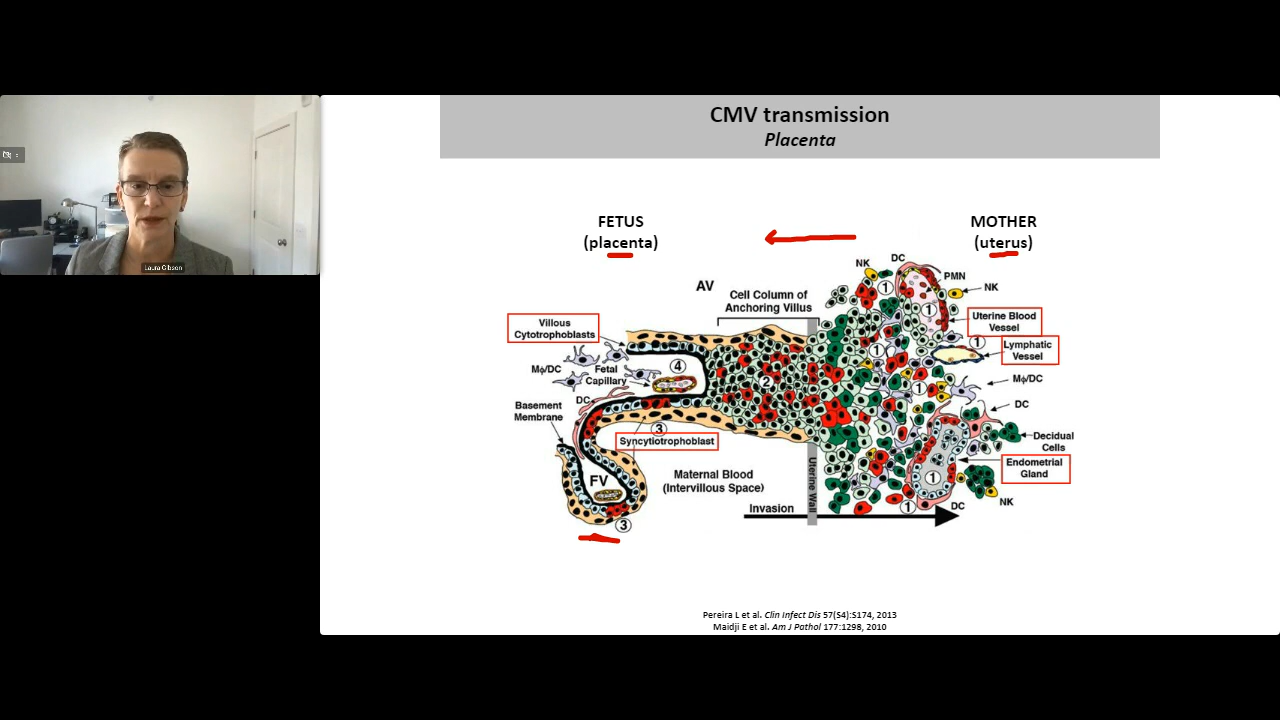 CMV transmission
Placenta
FETUS
(placenta)
MOTHER
(uterus)
NK
DC
PMN
NK
AV
Cell Column of
Anchoring Villus
1
1
Uterine Blood
Vessel
Villous
Cytotrophoblasts
1
1
Lymphatic
Vessel
Mϕ/DC
Fetal
Capillary
4
2
1
Mϕ/DC
DC
DC
Basement
Membrane
3
Syncytiotrophoblast
Decidual
Cells
Endometrial
Gland
FV
Maternal Blood
(Intervillous Space)
Uterine Wall
1
NK
Invasion
1
DC
3
Pereira L et al. Clin Infect Dis 57(S4):S174, 2013
Maidji E et al. Am J Pathol 177:1298, 2010
Laura Gibson